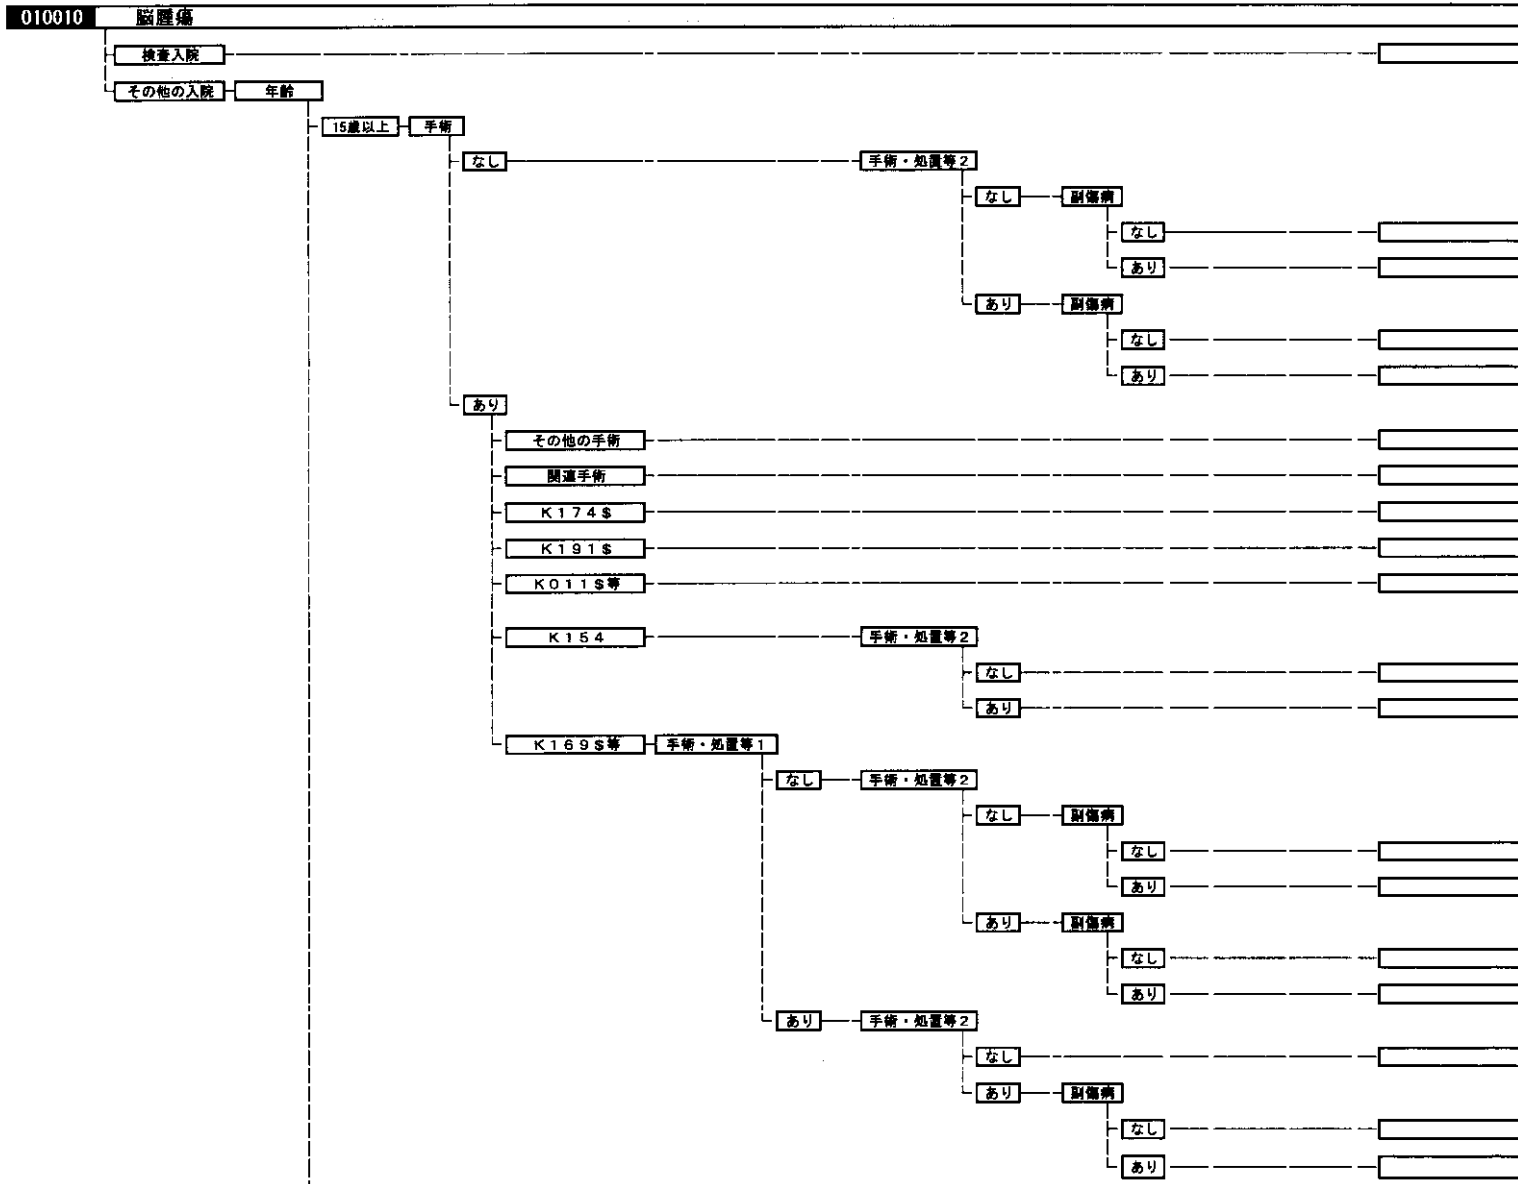 010010 脳腫瘍
検査入院
その他の入院 年齢
15歳以上 手術
なし 手術・処置等2
なし 副傷病
なし
あり
あり 副傷病
なし
あり
あり
その他の手術
関連手術
K174$
K191$
K011$等
K154 手術・処置等2
なし
あり
K169$等 手術・処置等1
なし 手術・処置等2
なし 副傷病
なし
あり
あり 副傷病
なし
あり
あり 手術・処置等2
なし
あり 副傷病
なし
あり